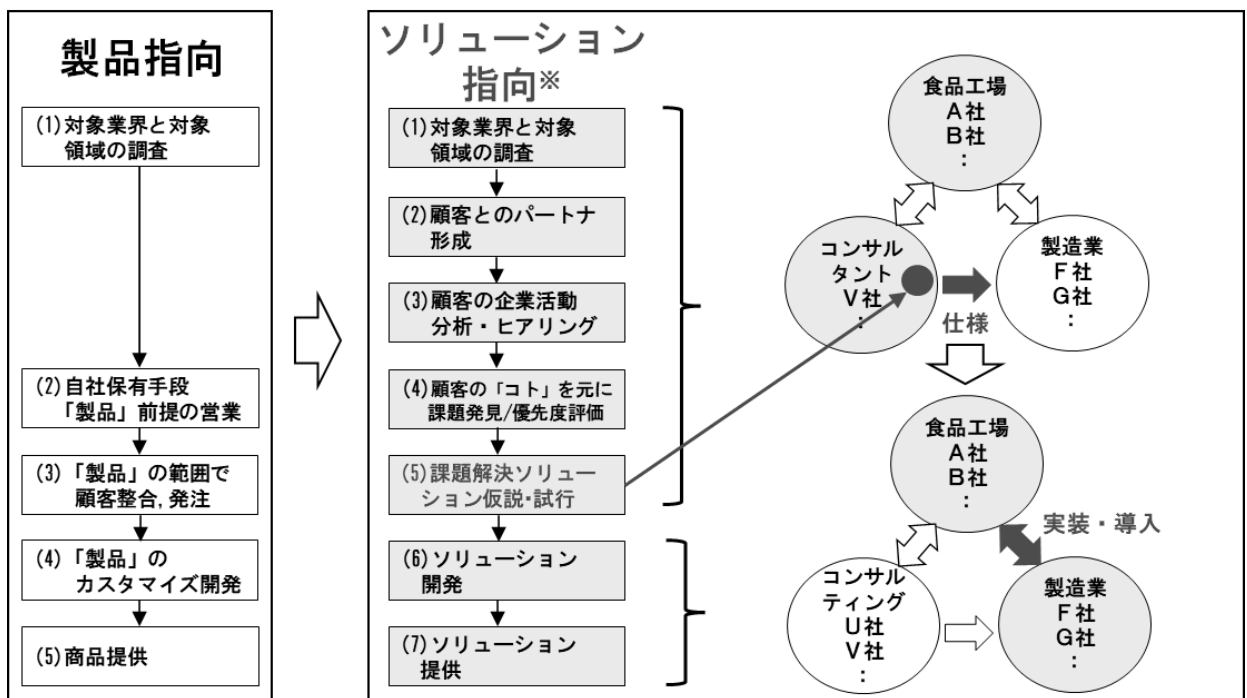 製品指向
(1)対象業界と対象
領域の調査
(2)自社保有手段
「製品」前提の営業
(3)「製品」の範囲で
顧客整合,発注
(4)「製品」の
カスタマイズ開発
(5)商品提供
ソリューション
指向※
(1)対象業界と対象
領域の調査
(2)顧客とのパートナ
形成
(3)顧客の企業活動
分析・ヒアリング
(4)顧客の「コト」を元に
課題発見/優先度評価
(5)課題解決ソリュー
ション仮説・試行
(6)ソリューション
開発
(7)ソリューション
提供
食品工場
A社
B社
:
コンサル
タント
V社
:
仕様
製造業
F社
G社
:
食品工場
A社
B社
:
実装・導入
コンサル
ティング
U社
V社
:
製造業
F社
G社
: